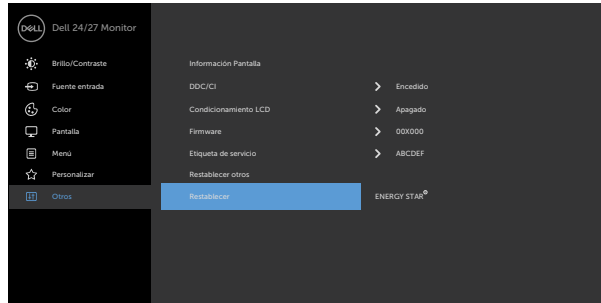 DELL Dell 24/27 Monitor
Brillo/Contraste Información Pantalla
Fuente entrada DDC/CI Encedido
Color Condicionamiento LCD Apagado
Pantalla Firmware 00X000
Menú Etiqueta de servicio ABCDEF
Personalizar Restablecer otros
Otros Restablecer ENERGY STAR®